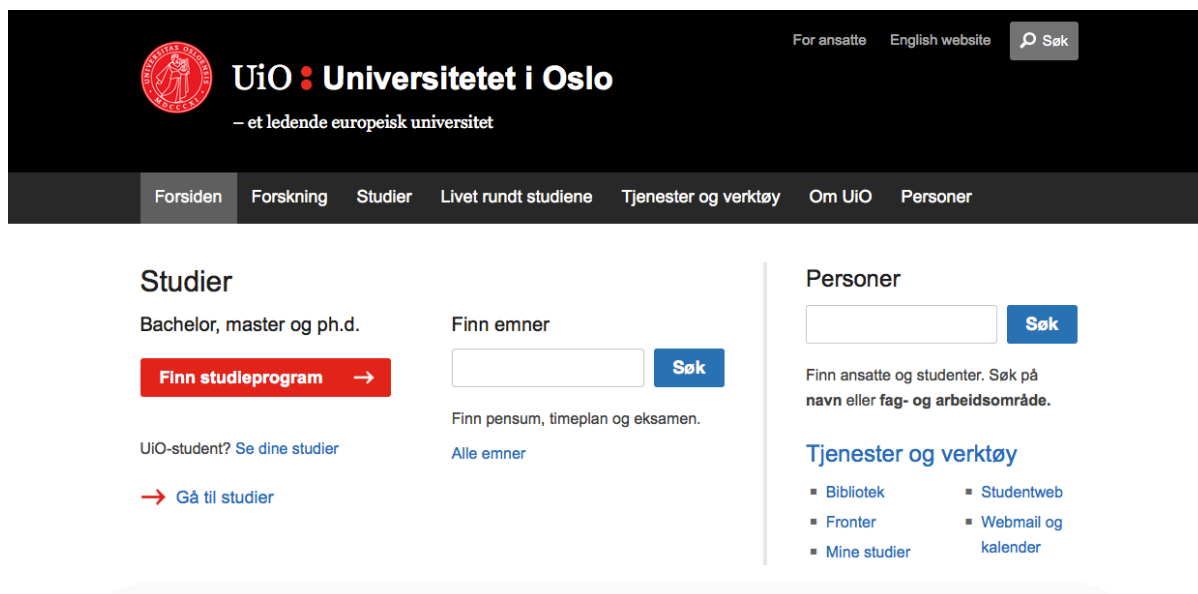 For ansatte
English website
Søk
UNIVERSITAS OSLOENSIS
MDCCCXI
UiO : Universitetet i Oslo
– et ledende europeisk universitet
Forsiden
Forskning
Studier
Livet rundt studiene
Tjenester og verktøy
Om UiO
Personer
Studier
Bachelor, master og ph.d.
Finn studieprogram
UiO-student? Se dine studier
Gå til studier
Finn emner
Søk
Finn pensum, timeplan og eksamen.
Alle emner
Personer
Søk
Finn ansatte og studenter. Søk på
navn eller fag- og arbeidsområde.
Tjenester og verktøy
Bibliotek
Fronter
Mine studier
Studentweb
Webmail og
kalender